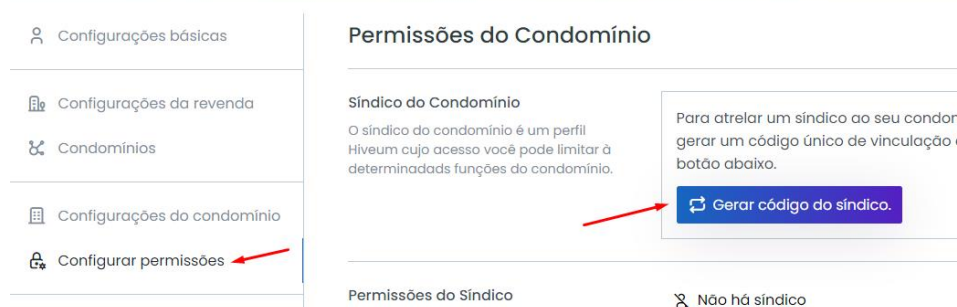 Configurações básicas
Configurações da revenda
Condomínios
Configurações do condomínio
Configurar permissões
Permissões do Condomínio
Síndico do Condomínio
O síndico do condomínio é um perfil
Hiveum cujo acesso você pode limitar à
determinadads funções do condomínio.
Para atrelar um síndico ao seu
gerar um código único de vinculação
botão abaixo.
Gerar código do síndico.
Permissões do Síndico
Não há síndico